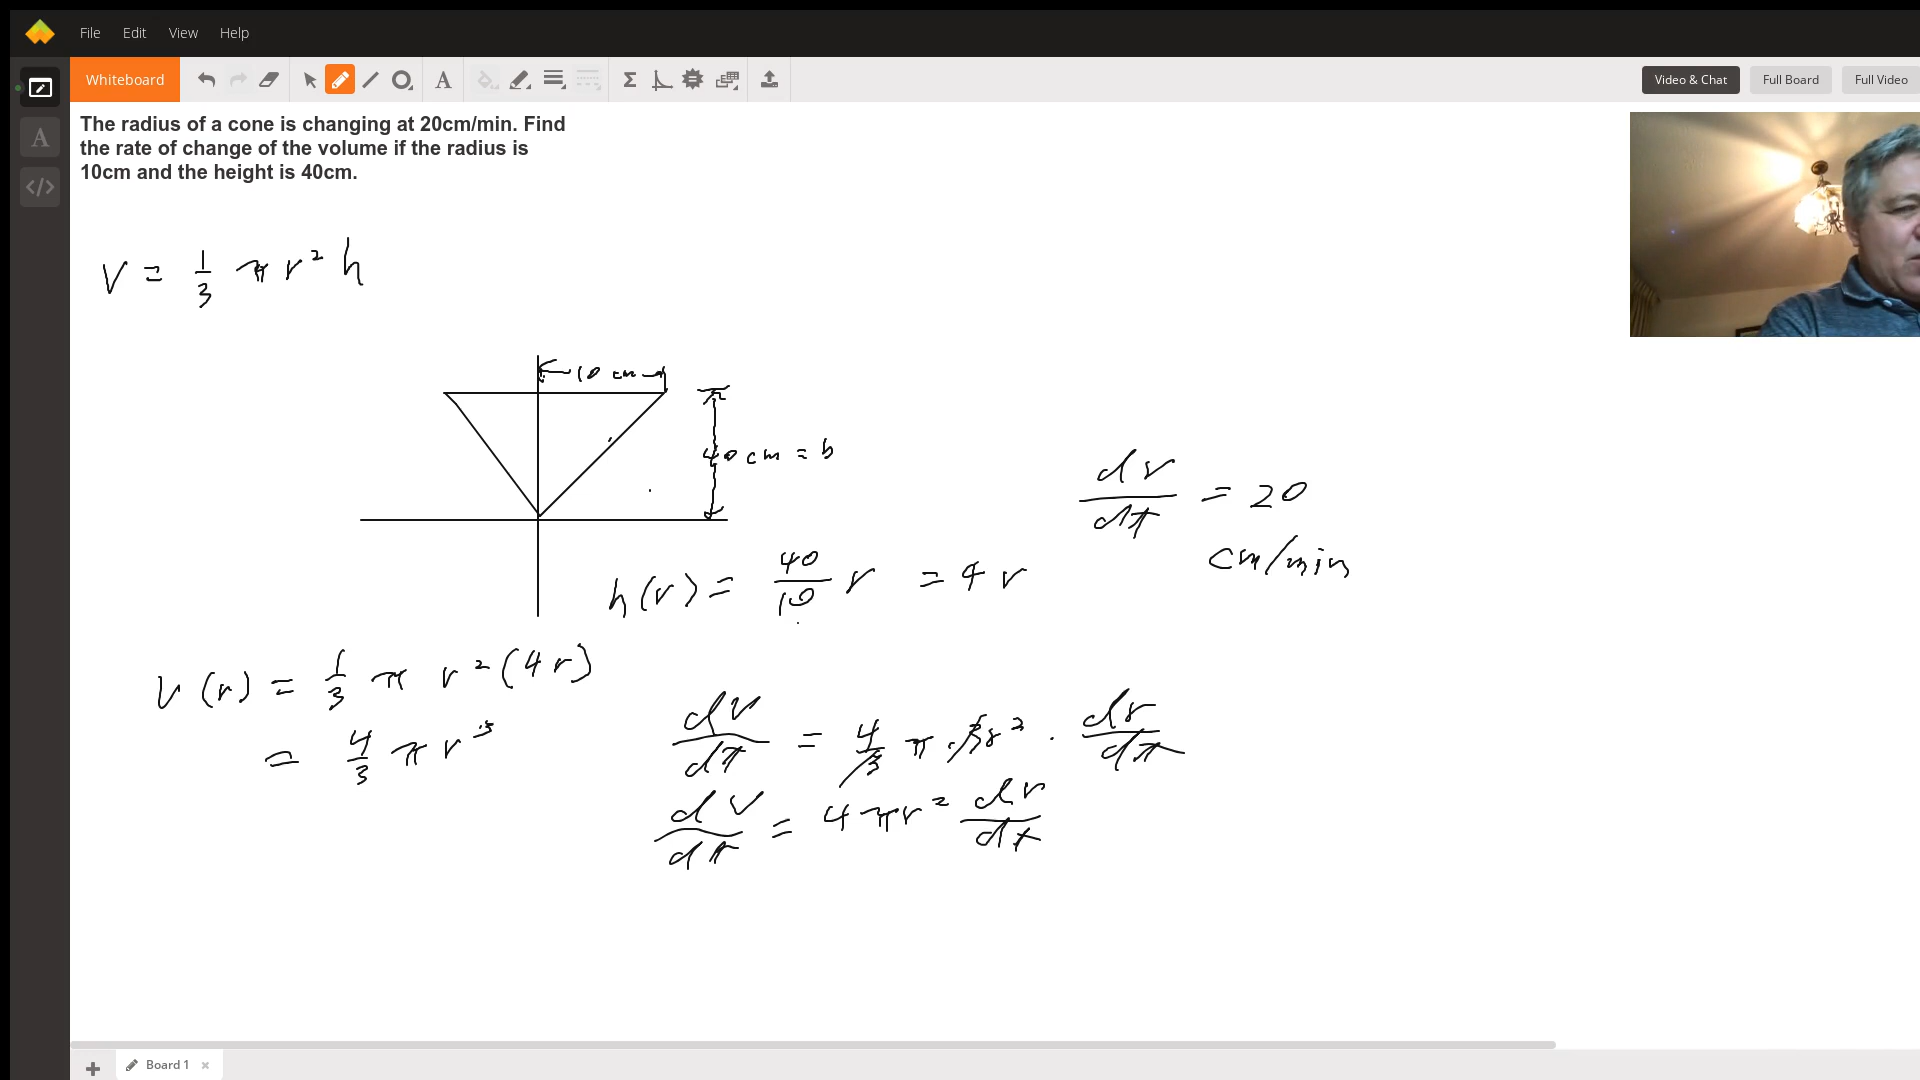 File Edit View Help
Whiteboard
A
Video & Chat Full Board Full Video
A
</>
The radius of a cone is changing at 20cm/min. Find
the rate of change of the volume if the radius is
10cm and the height is 40cm.
V = 1/3 π r² h
10 cm
40 cm = h
dr/dt = 20
cm/min
h(r) = 40/10 r = 4 r
V(r) = 1/3 π r² (4r)
= 4/3 π r³
dV/dt = 4/3 π · 3r² · dr/dt
dV/dt = 4πr² dr/dt
Board 1